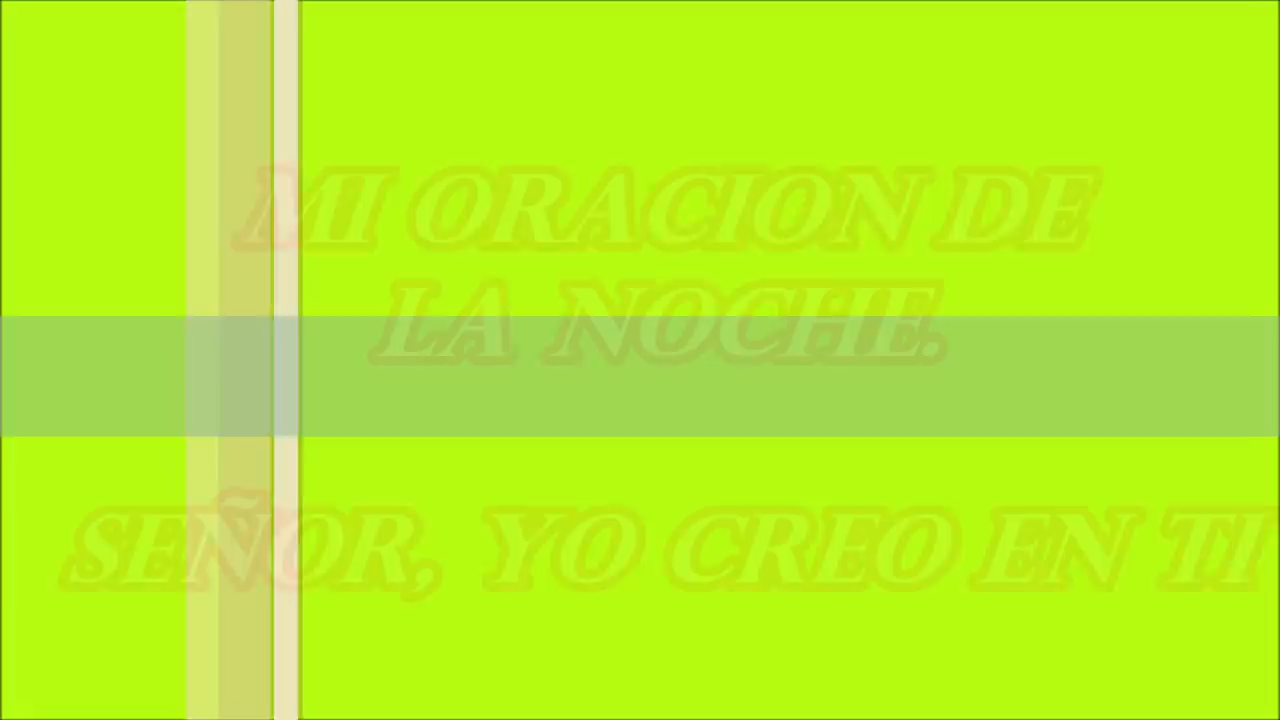 MI ORACION DE
LA NOCHE.
SEÑOR, YO CREO EN TI